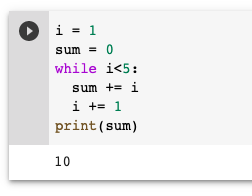 i = 1
sum = 0
while i<5:
  sum += i
  i += 1
print(sum)
10